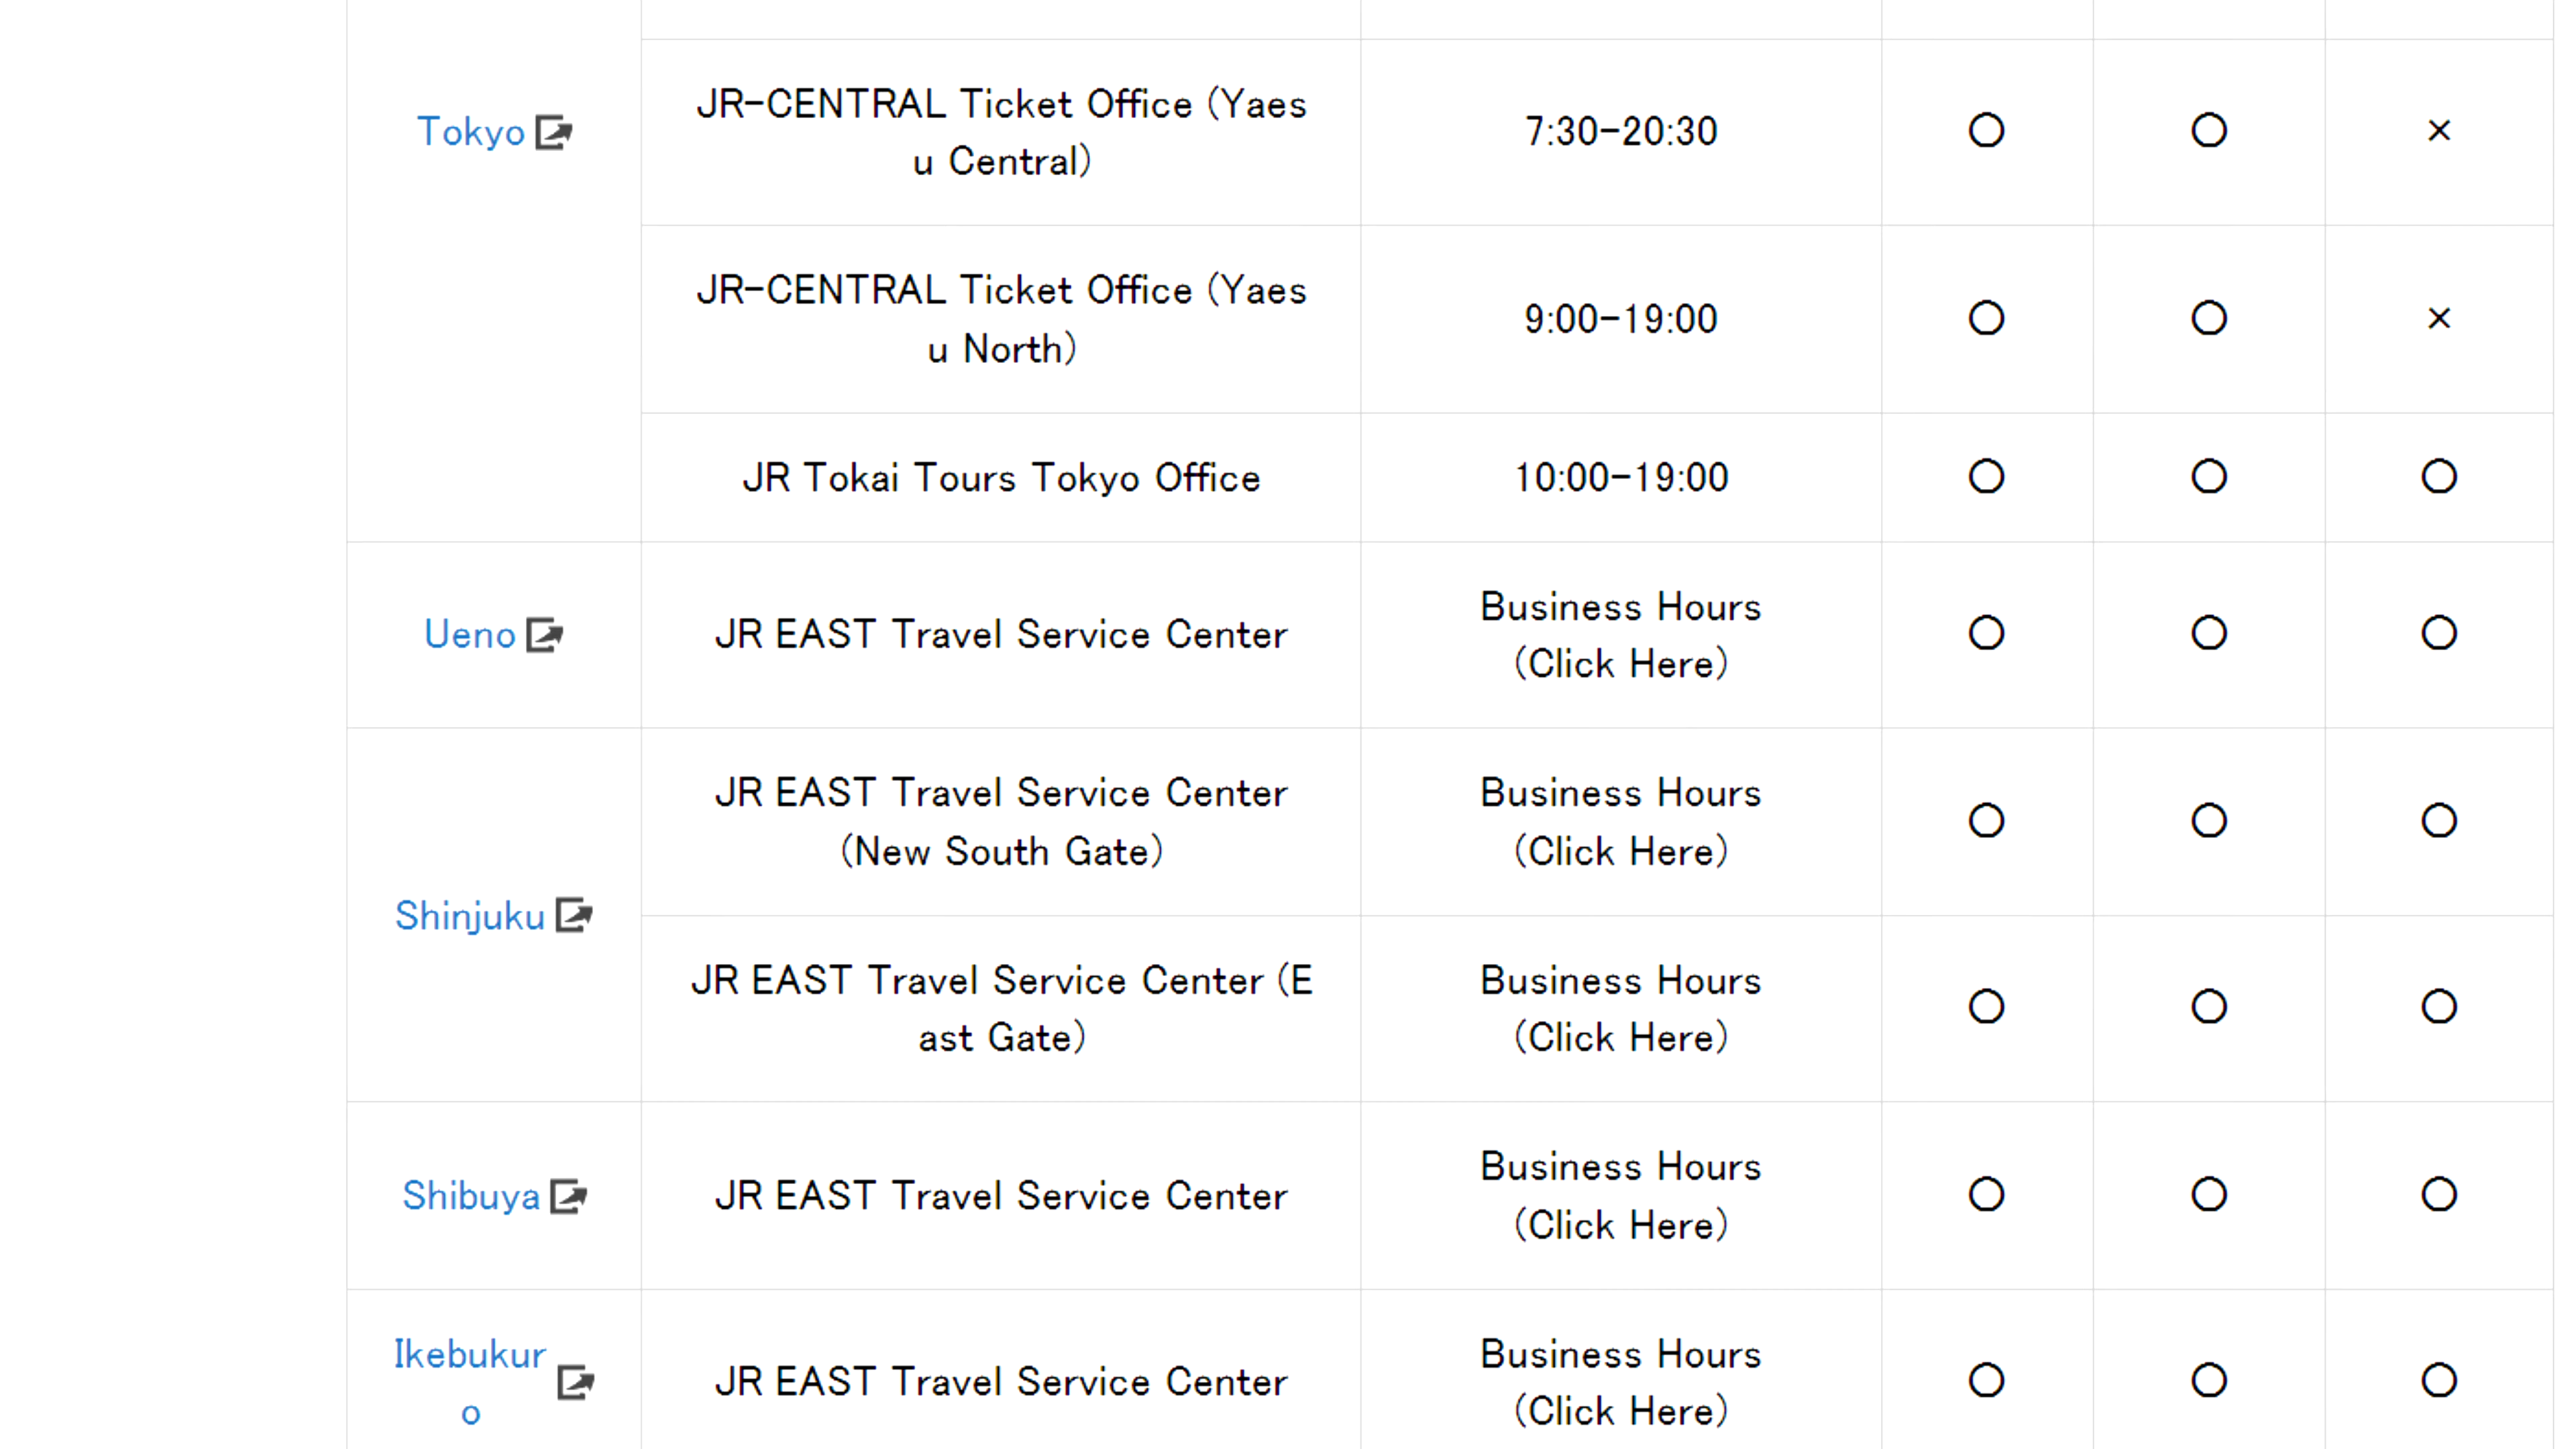 Tokyo
JR-CENTRAL Ticket Office (Yaes
u Central)
7:30-20:30
○
○
×
JR-CENTRAL Ticket Office (Yaes
u North)
9:00-19:00
○
○
×
JR Tokai Tours Tokyo Office
10:00-19:00
○
○
○
Ueno
JR EAST Travel Service Center
Business Hours
(Click Here)
○
○
○
Shinjuku
JR EAST Travel Service Center
(New South Gate)
Business Hours
(Click Here)
○
○
○
JR EAST Travel Service Center (E
ast Gate)
Business Hours
(Click Here)
○
○
○
Shibuya
JR EAST Travel Service Center
Business Hours
(Click Here)
○
○
○
Ikebukur
o
JR EAST Travel Service Center
Business Hours
(Click Here)
○
○
○